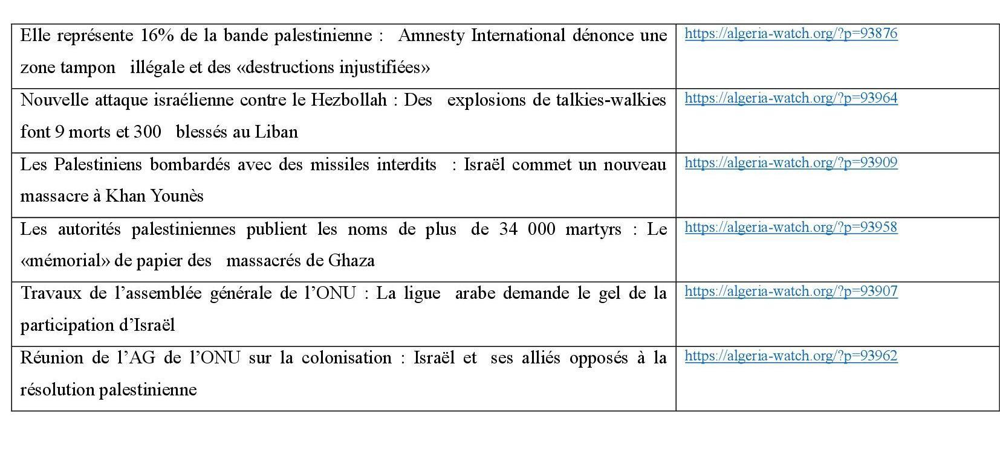 Elle représente 16% de la bande palestinienne : Amnesty International dénonce une
zone tampon illégale et des «destructions injustifiées»
https://algeria-watch.org/?p=93876
Nouvelle attaque israélienne contre le Hezbollah : Des explosions de talkies-walkies
font 9 morts et 300 blessés au Liban
https://algeria-watch.org/?p=93964
Les Palestiniens bombardés avec des missiles interdits : Israël commet un nouveau
massacre à Khan Younès
https://algeria-watch.org/?p=93909
Les autorités palestiniennes publient les noms de plus de 34 000 martyrs : Le
«mémorial» de papier des massacrés de Ghaza
https://algeria-watch.org/?p=93958
Travaux de l’assemblée générale de l’ONU : La ligue arabe demande le gel de la
participation d’Israël
https://algeria-watch.org/?p=93907
Réunion de l’AG de l’ONU sur la colonisation : Israël et ses alliés opposés à la
résolution palestinienne
https://algeria-watch.org/?p=93962